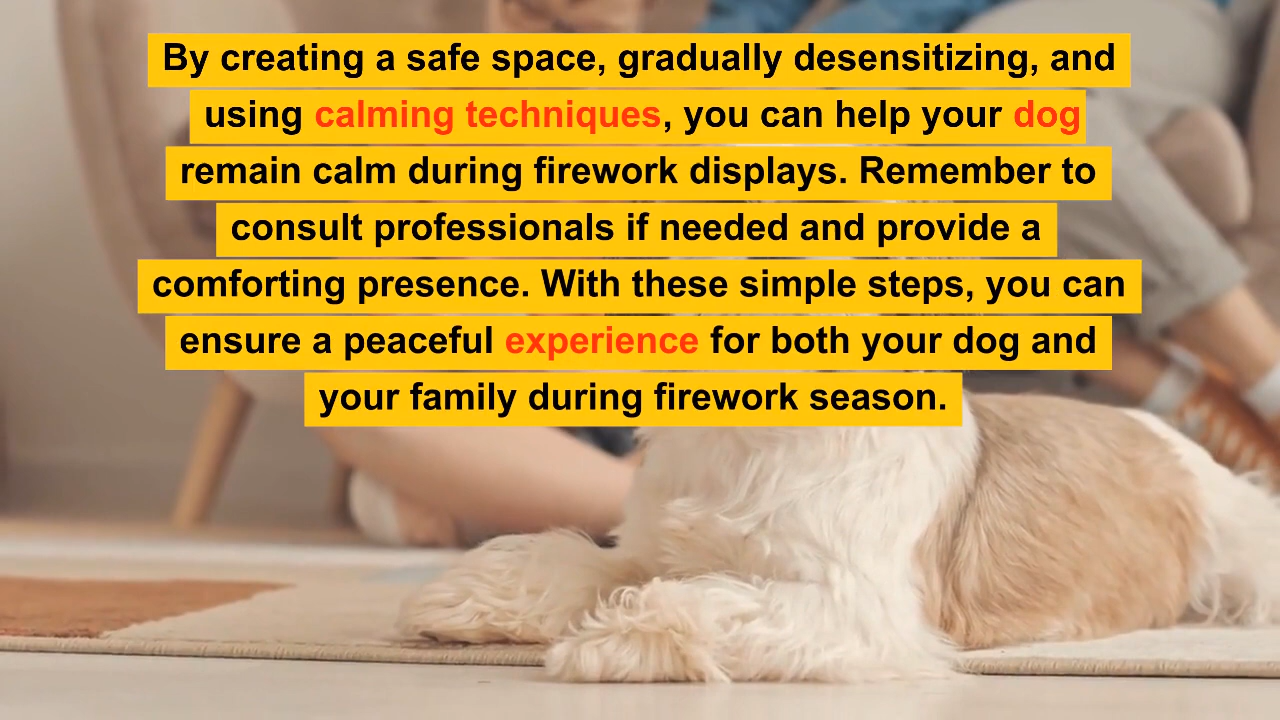 By creating a safe space, gradually desensitizing, and
using calming techniques, you can help your dog
remain calm during firework displays. Remember to
consult professionals if needed and provide a
comforting presence. With these simple steps, you can
ensure a peaceful experience for both your dog and
your family during firework season.